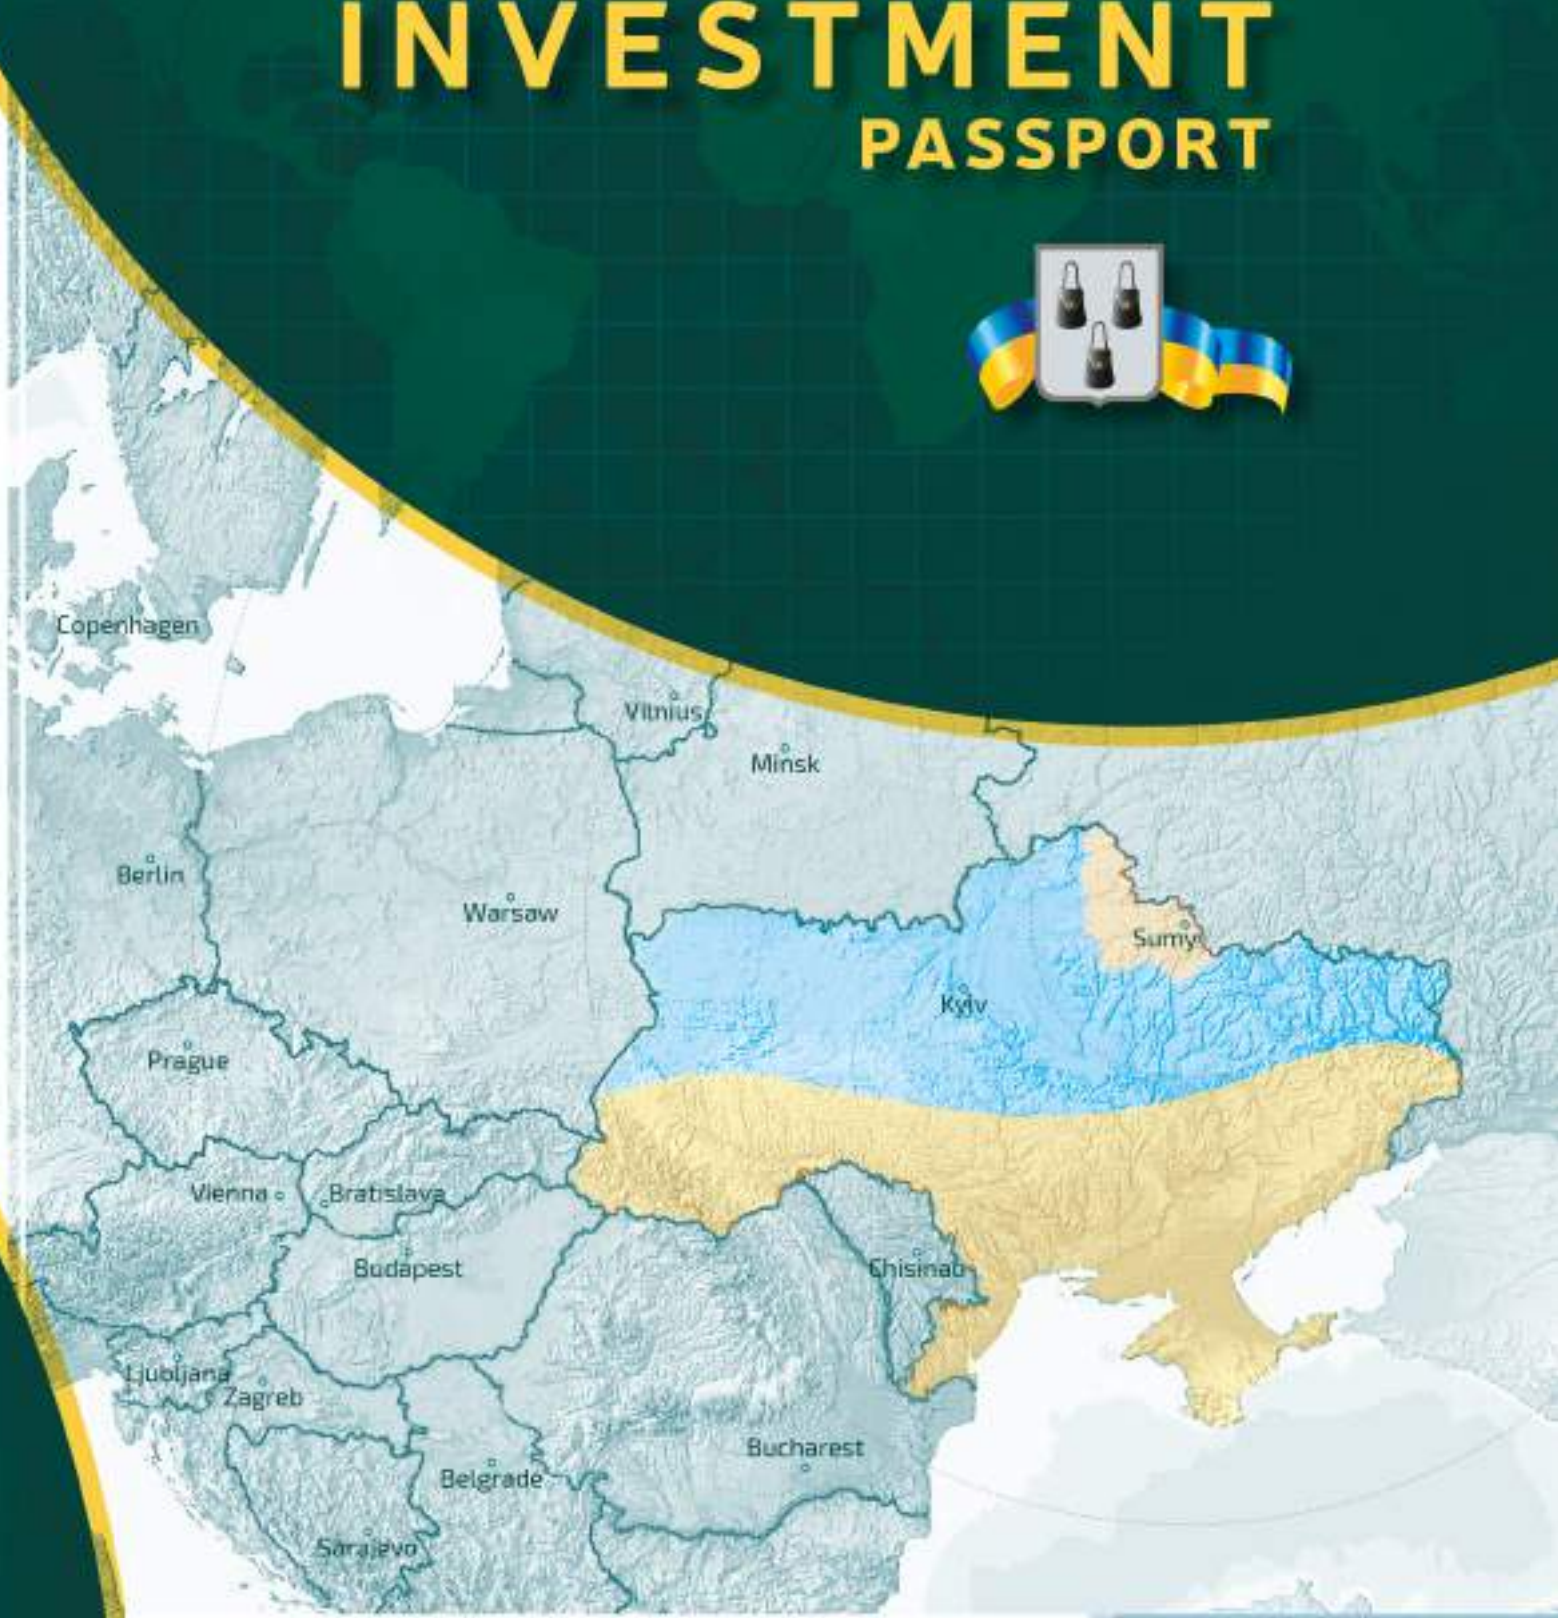 INVESTMENT
PASSPORT
Copenhagen
Vilnius
Minsk
Berlin
Warsaw
Sumy
Kyiv
Prague
Vienna
Bratislava
Budapest
Chisinau
Ljubljana
Zagreb
Bucharest
Belgrade
Sarajevo